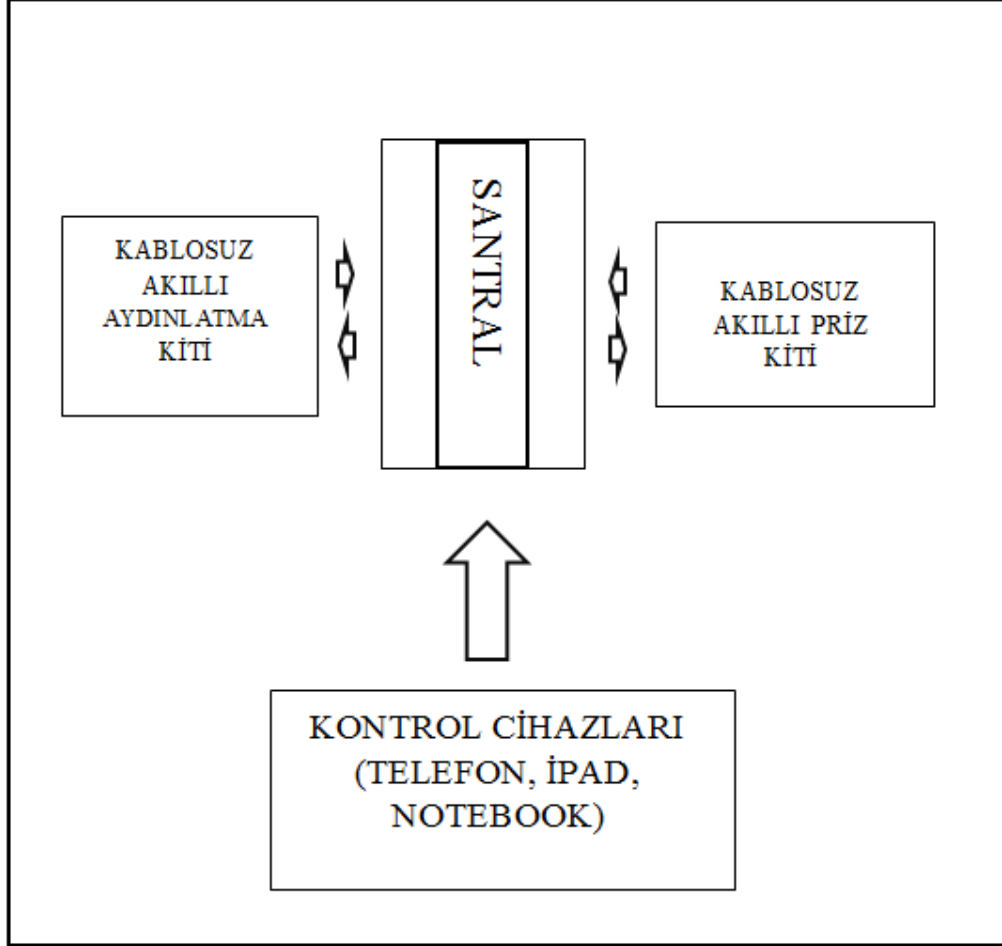 SANTRAL
KABLOSUZ
AKILLI
AYDINLATMA
KİTİ
KABLOSUZ
AKILLI PRİZ
KİTİ
KONTROL CİHAZLARI
(TELEFON, İPAD,
NOTEBOOK)